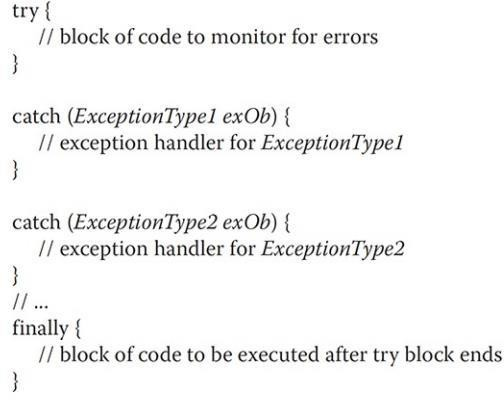 try {
// block of code to monitor for errors
}
catch (ExceptionType1 exOb) {
// exception handler for ExceptionType1
}
catch (ExceptionType2 exOb) {
// exception handler for ExceptionType2
}
// ...
finally {
// block of code to be executed after try block ends
}